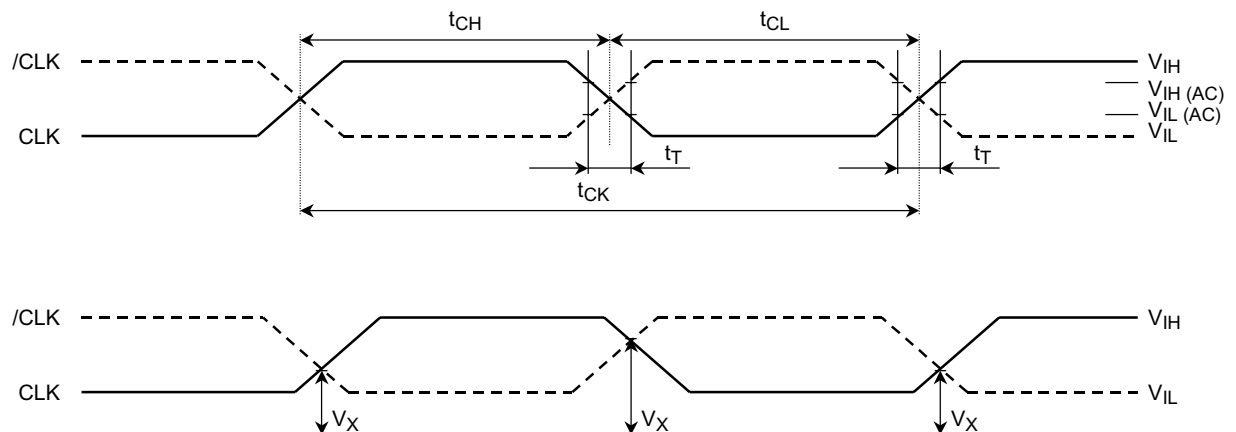 tCH tCL
/CLK VIH
VIH (AC)
VIL (AC)
CLK VIL
tT tT
tCK
/CLK VIH
CLK VIL
VX VX VX